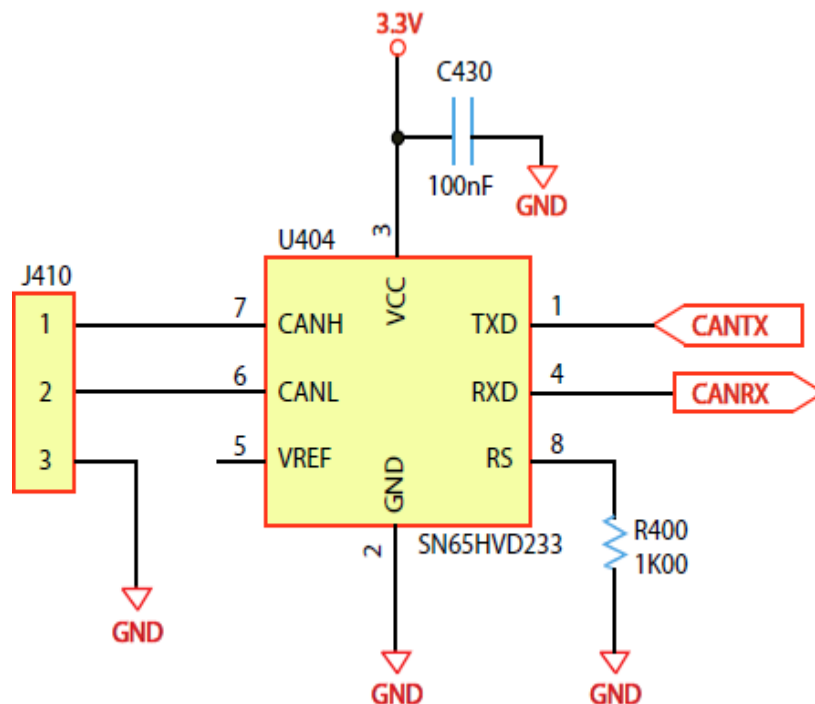 3.3V
C430
100nF
GND
3
U404
J410
1
7
CANH
VCC
TXD
1
CANTX
2
6
CANL
RXD
4
CANRX
3
5
VREF
GND
RS
8
2
SN65HVD233
R400
1K00
GND
GND
GND